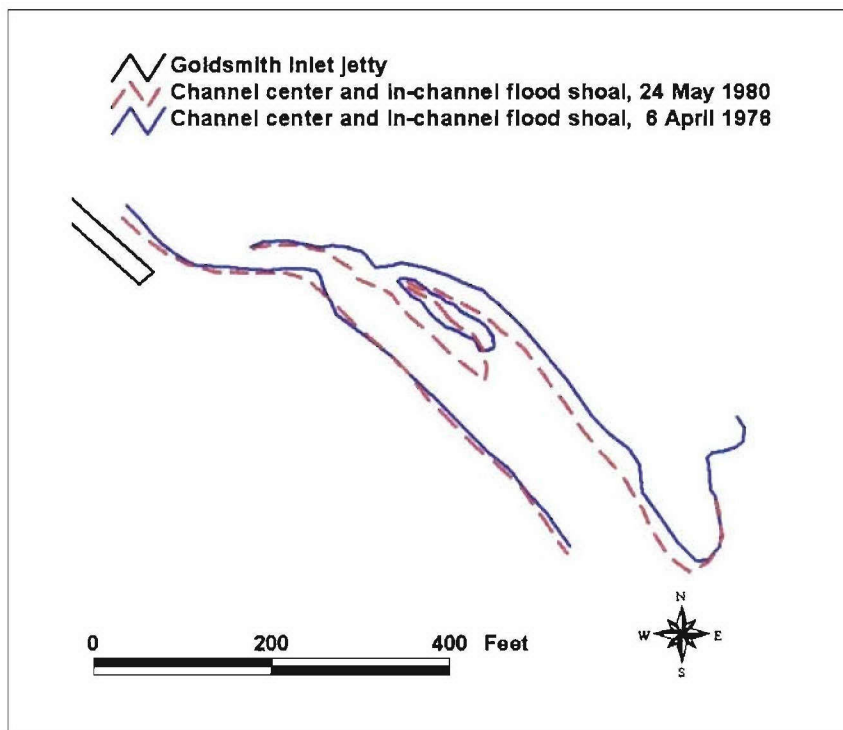 Goldsmith Inlet jetty
Channel center and in-channel flood shoal, 24 May 1980
Channel center and in-channel flood shoal, 6 April 1976
N
W E
S
0 200 400 Feet